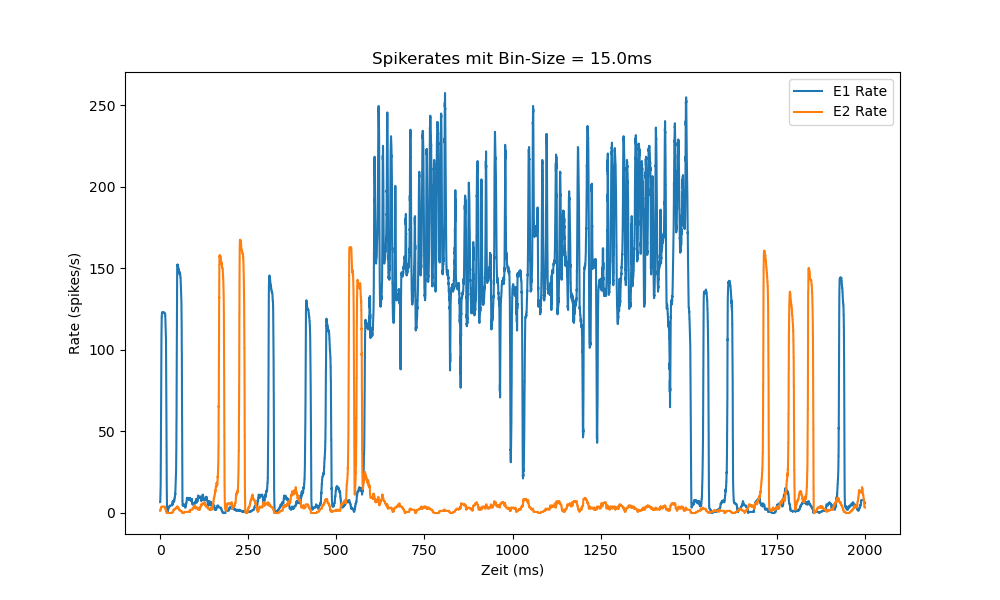 Spikerates mit Bin-Size = 15.0ms
E1 Rate
E2 Rate
250
200
150
100
50
0
Rate (spikes/s)
0 250 500 750 1000 1250 1500 1750 2000
Zeit (ms)